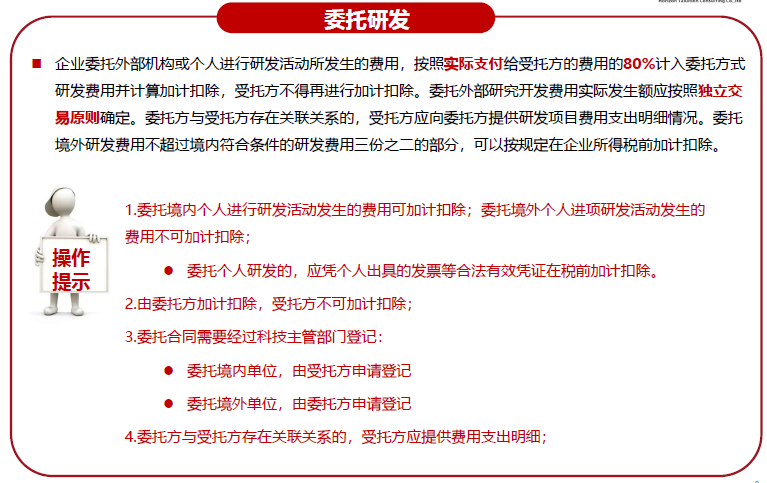 委托研发
企业委托外部机构或个人进行研发活动所发生的费用，按照实际支付给受托方的费用的80%计入委托方式
研发费用并计算加计扣除，受托方不得再进行加计扣除。委托外部研究开发费用实际发生额应按照独立交
易原则确定。委托方与受托方存在关联关系的，受托方应向委托方提供研发项目费用支出明细情况。委托
境外研发费用不超过境内符合条件的研发费用三份之二的部分，可以按规定在企业所得税前加计扣除。
操作
提示
1.委托境内个人进行研发活动发生的费用可加计扣除；委托境外个人进项研发活动发生的
费用不可加计扣除；
● 委托个人研发的，应凭个人出具的发票等合法有效凭证在税前加计扣除。
2.由委托方加计扣除，受托方不可加计扣除；
3.委托合同需要经过科技主管部门登记：
● 委托境内单位，由受托方申请登记
● 委托境外单位，由委托方申请登记
4.委托方与受托方存在关联关系的，受托方应提供费用支出明细；